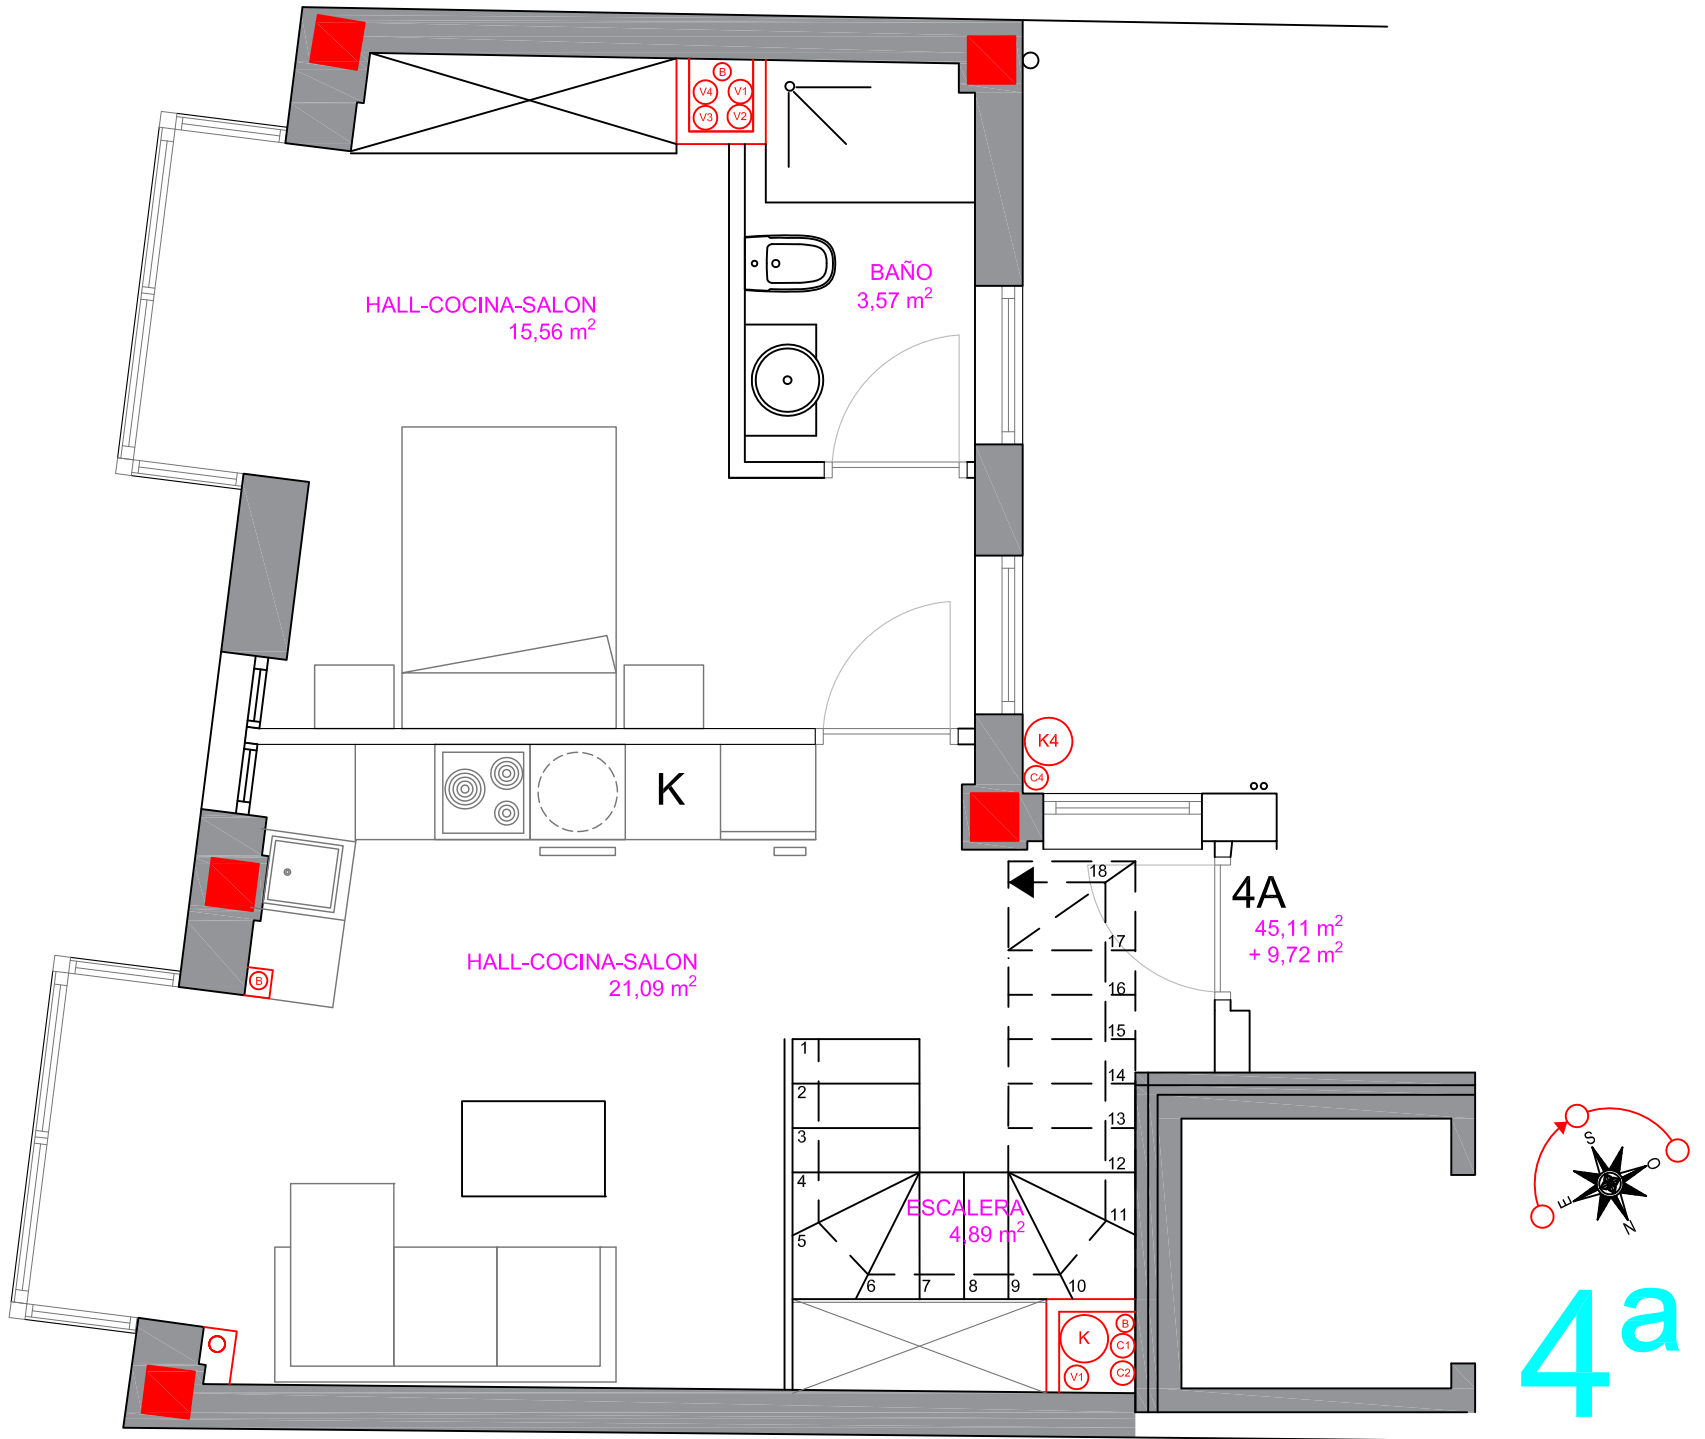 B
V4
V1
V3
V2
BAÑO
3,57 m²
HALL-COCINA-SALON
15,56 m²
K4
C4
K
18
4A
45,11 m²
+ 9,72 m²
17
HALL-COCINA-SALON
21,09 m²
B
16
15
1
14
2
13
3
12
4
ESCALERA
4,89 m²
11
5
6
7
8
9
10
K
B
C1
C2
V1
S
O
E
N
4ª